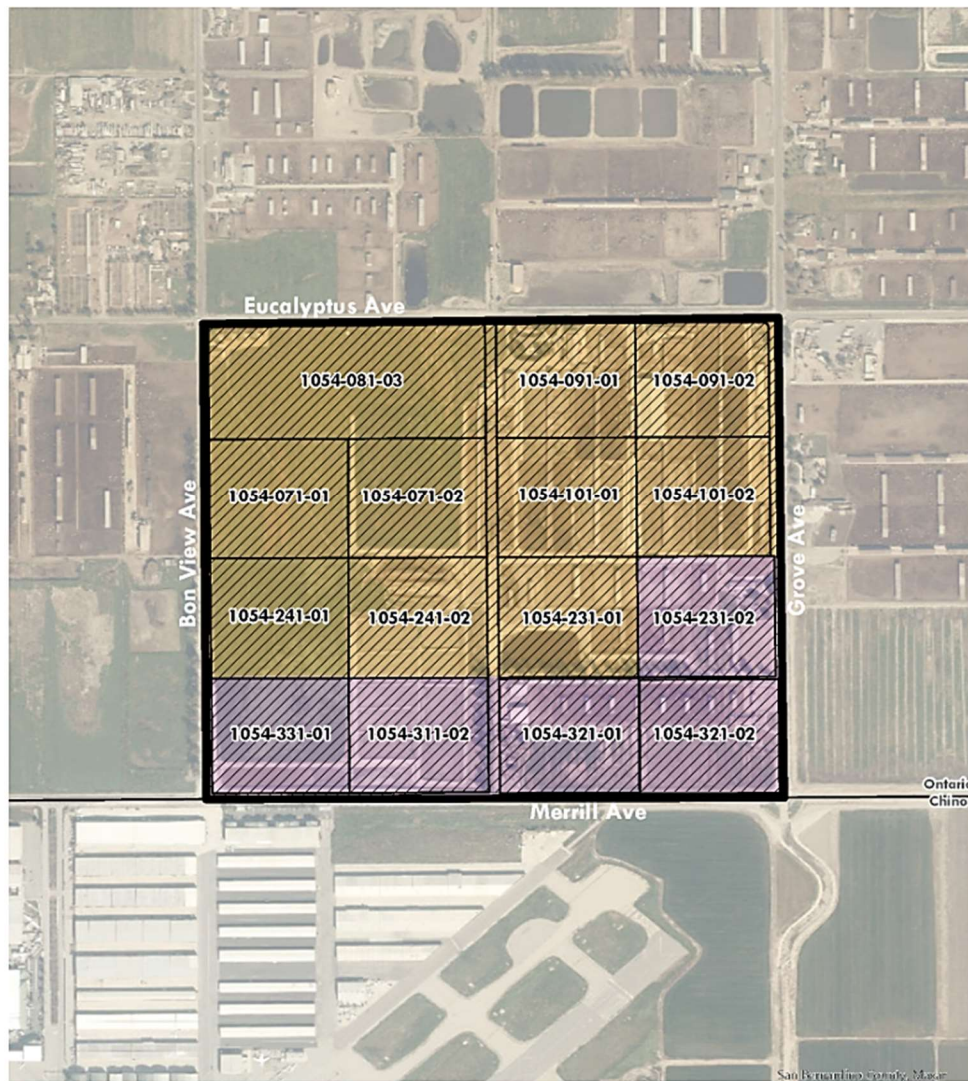 Eucalyptus Ave
1054-081-03
1054-091-01
1054-091-02
Bon View Ave
1054-071-01
1054-071-02
1054-101-01
1054-101-02
Grove Ave
1054-241-01
1054-241-02
1054-231-01
1054-231-02
1054-331-01
1054-311-02
1054-321-01
1054-321-02
Ontario
Chino
Merrill Ave
San Bernardino County, Maxar